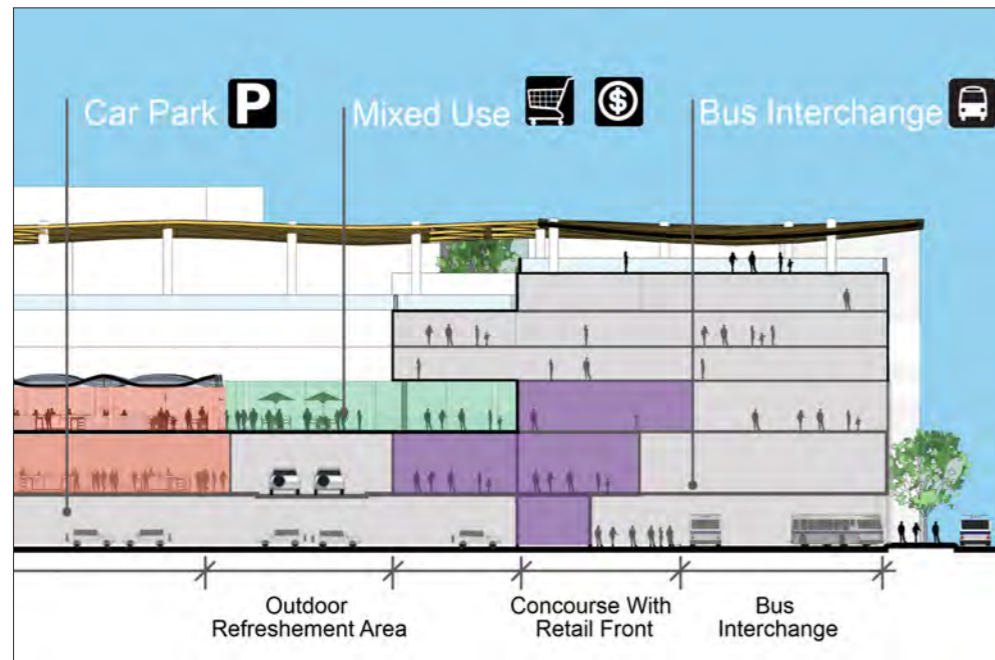 Car Park P
Mixed Use $
Bus Interchange
Outdoor
Refreshement Area
Concourse With
Retail Front
Bus
Interchange